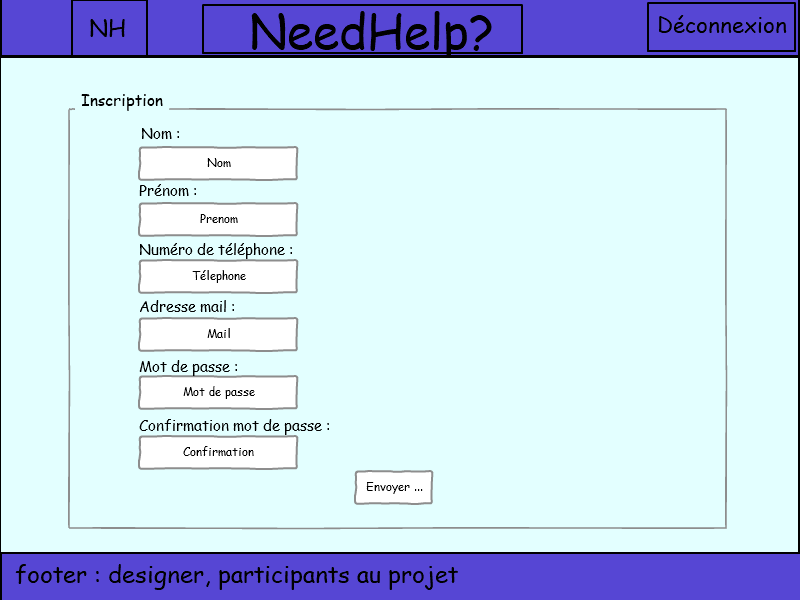 NH
NeedHelp?
Déconnexion
Inscription
Nom :
Nom
Prénom :
Prenom
Numéro de téléphone :
Télephone
Adresse mail :
Mail
Mot de passe :
Mot de passe
Confirmation mot de passe :
Confirmation
Envoyer ...
footer : designer, participants au projet